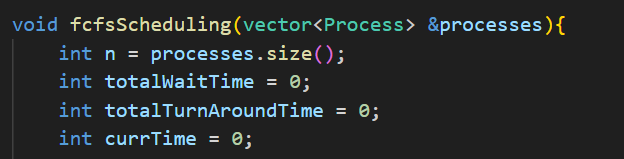 void fcfsScheduling(vector<Process> &processes){
    int n = processes.size();
    int totalWaitTime = 0;
    int totalTurnAroundTime = 0;
    int currTime = 0;